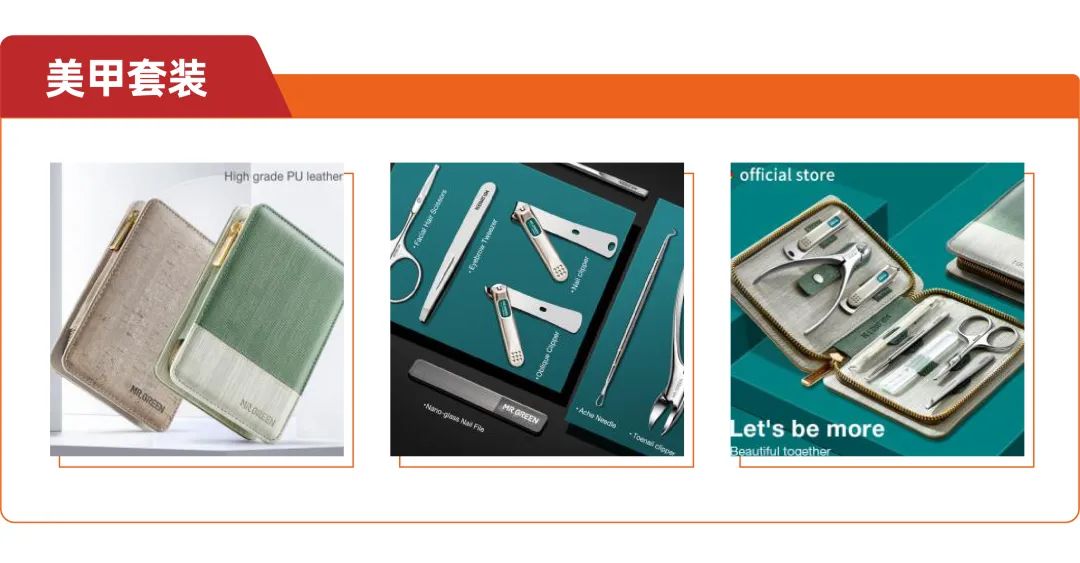 美甲套装
High grade PU leather
MR.GREEN
MR.GREEN
• Facial Hair Scissors
• Eyebrow Tweezer
• Nail clipper
• Oblique Clipper
• Nano-glass Nail File
MR.GREEN
• Ache Needle
• Toenail clipper
official store
Let's be more
Beautiful together